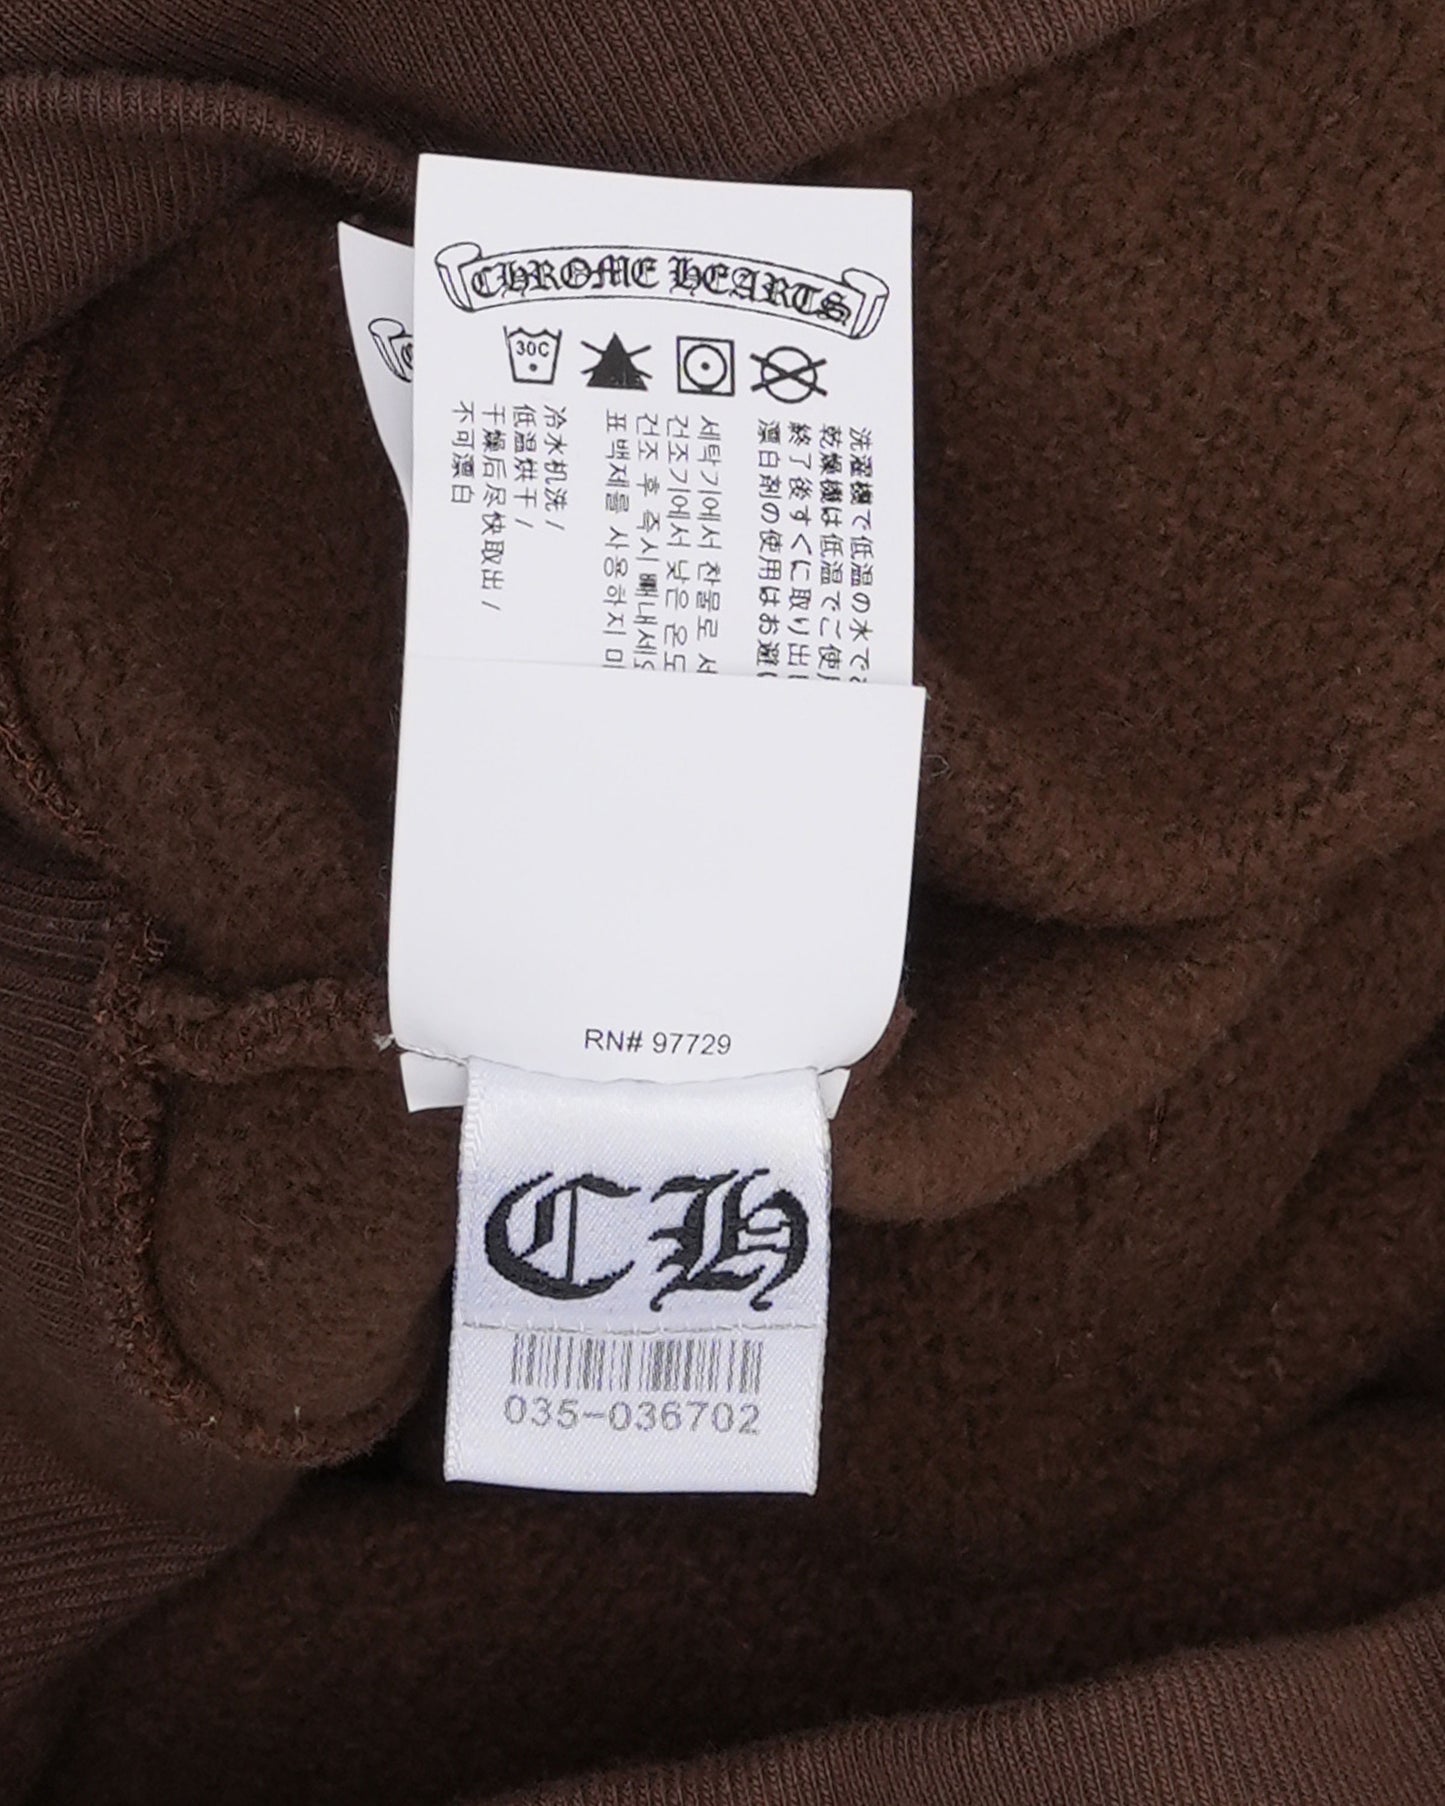 CHROME HEARTS
30C
洗濯機で低温の水で
乾燥機は低温でご使用
終了後すぐに取り出し
漂白剤の使用はお避
세탁기에서 찬물로 세
건조기에서 낮은 온도
건조 후 즉시 빼내세요
표백제를 사용하지 마
冷水机洗/
低温烘干/
干燥后尽快取出/
不可漂白
RN# 97729
CH
035-036702